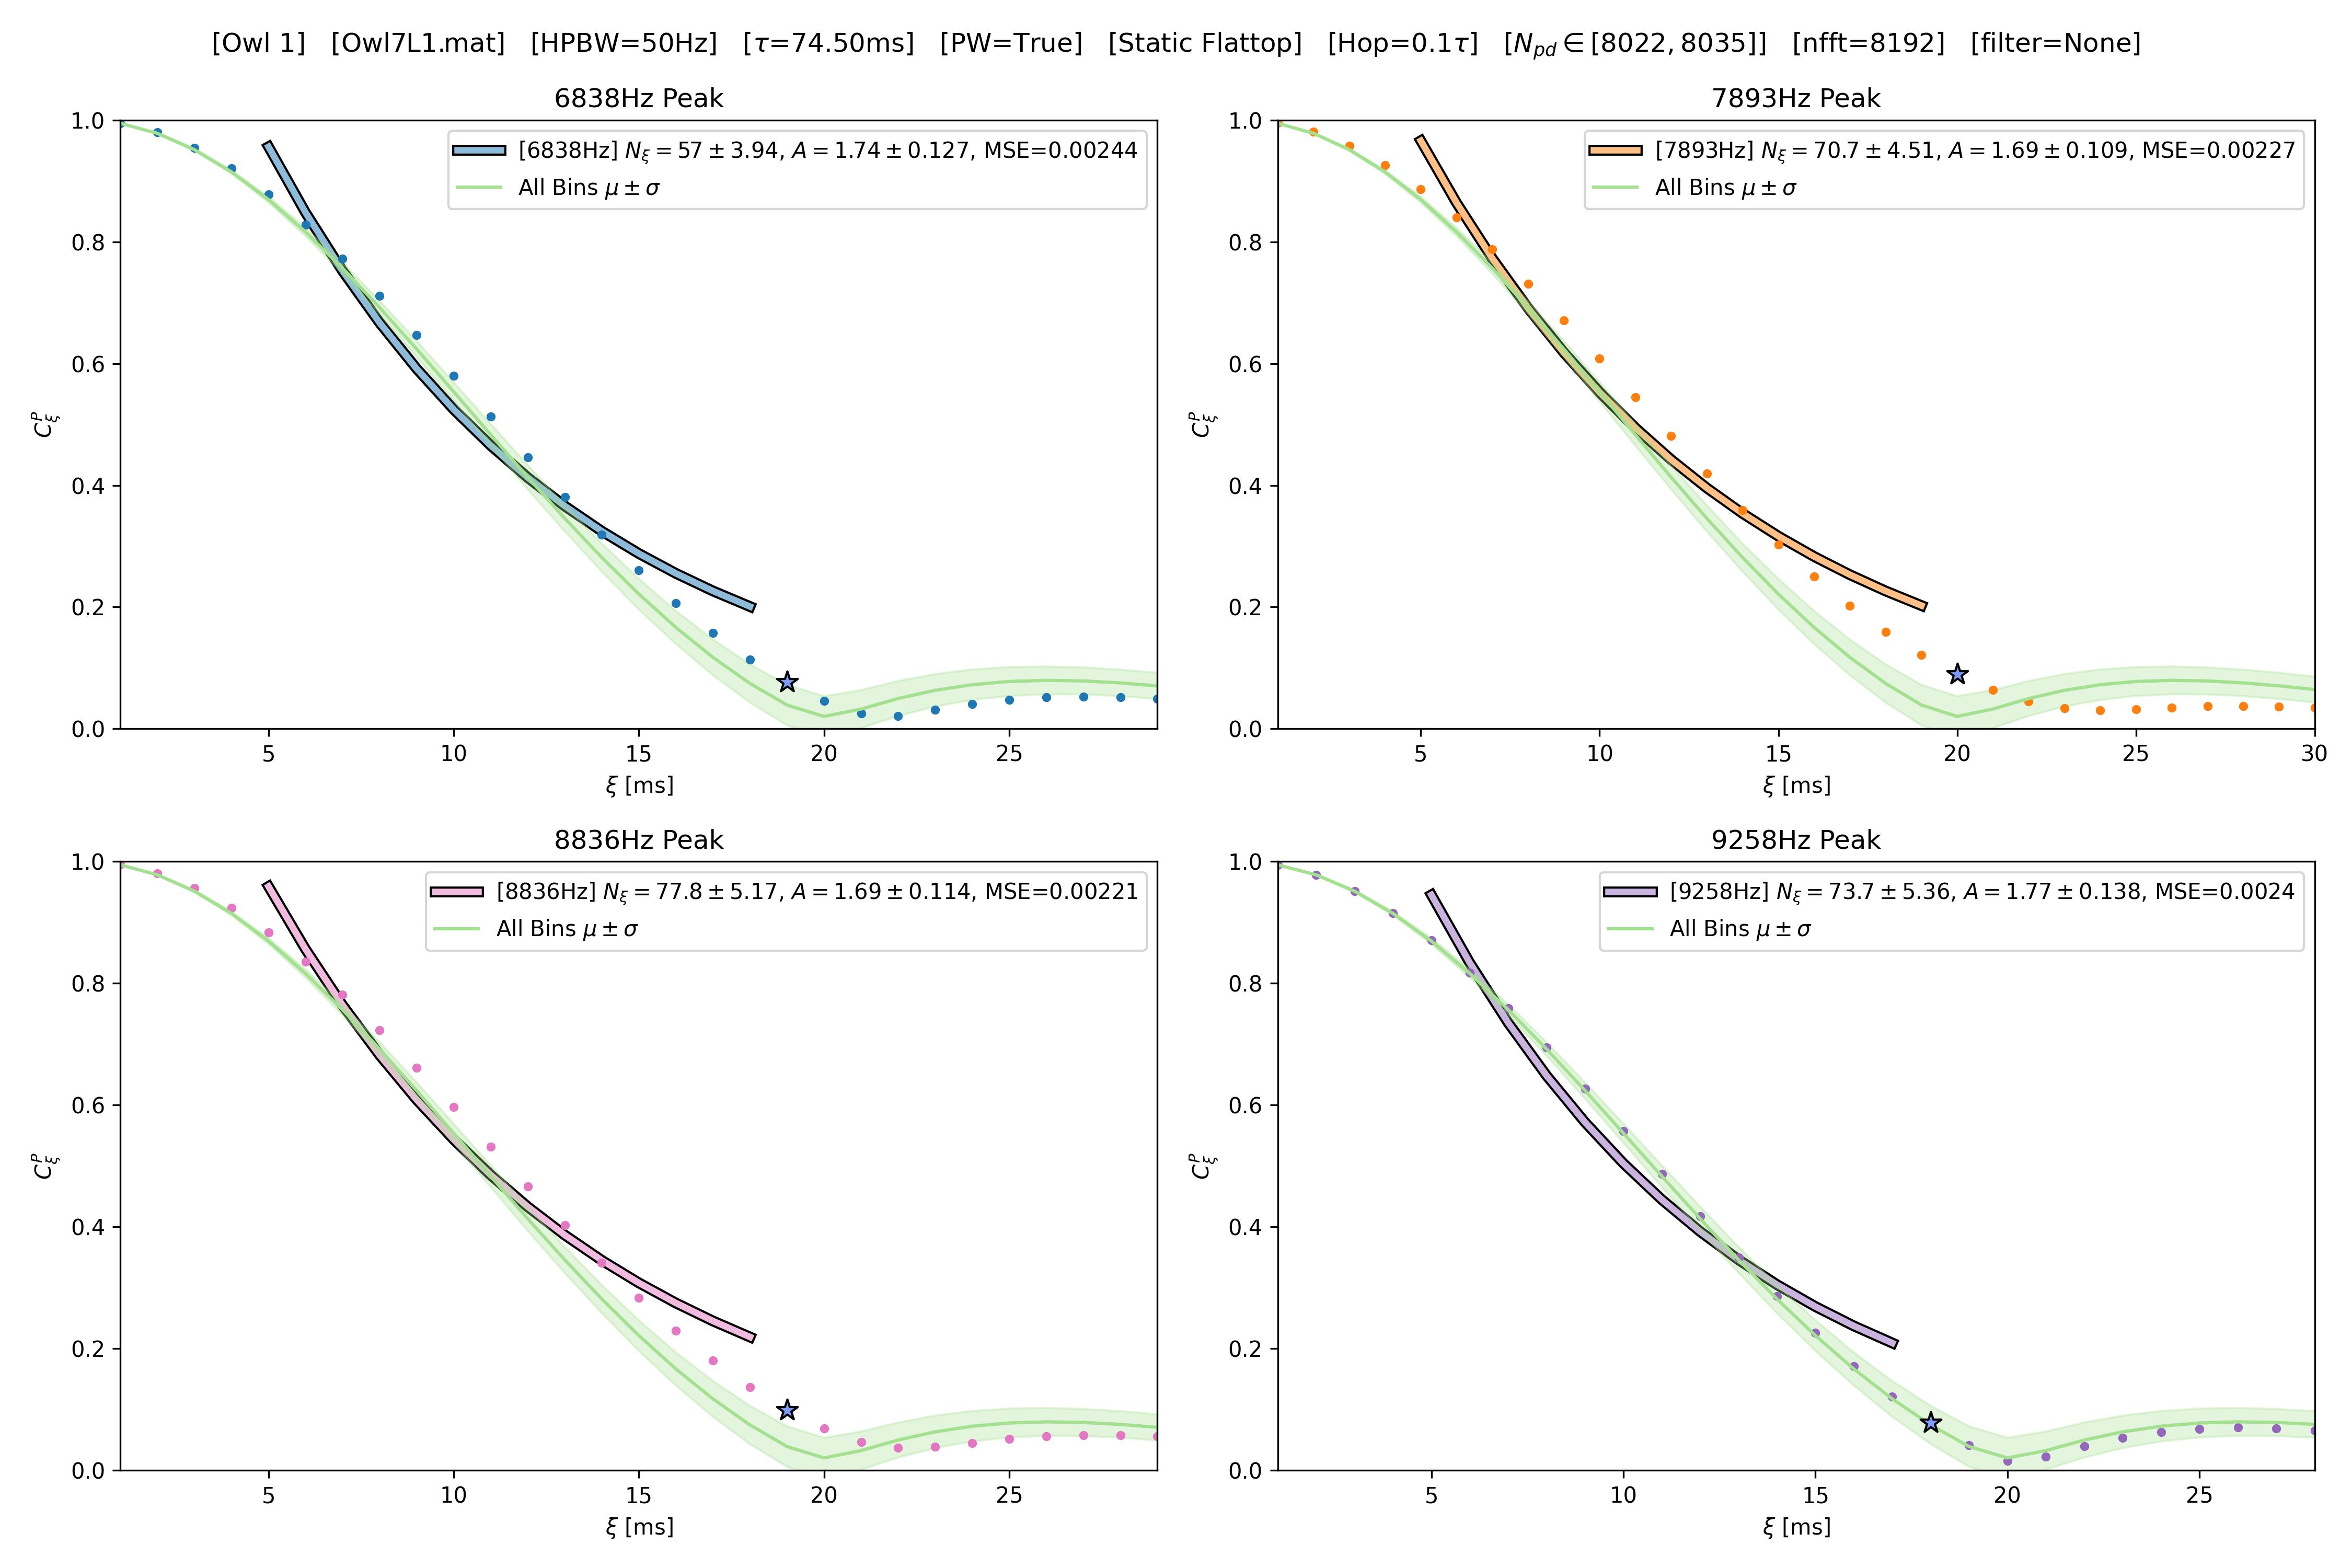 [Owl 1] [Owl7L1.mat] [HPBW=50Hz] [τ=74.50ms] [PW=True] [Static Flattop] [Hop=0.1τ] [N_pd ∈ [8022, 8035]] [nfft=8192] [filter=None]
6838Hz Peak
[6838Hz] N_ξ = 57 ± 3.94, A = 1.74 ± 0.127, MSE=0.00244
All Bins μ ± σ
1.0
0.8
0.6
0.4
0.2
0.0
C_ξ^P
5 10 15 20 25
ξ [ms]
7893Hz Peak
[7893Hz] N_ξ = 70.7 ± 4.51, A = 1.69 ± 0.109, MSE=0.00227
All Bins μ ± σ
1.0
0.8
0.6
0.4
0.2
0.0
C_ξ^P
5 10 15 20 25 30
ξ [ms]
8836Hz Peak
[8836Hz] N_ξ = 77.8 ± 5.17, A = 1.69 ± 0.114, MSE=0.00221
All Bins μ ± σ
1.0
0.8
0.6
0.4
0.2
0.0
C_ξ^P
5 10 15 20 25
ξ [ms]
9258Hz Peak
[9258Hz] N_ξ = 73.7 ± 5.36, A = 1.77 ± 0.138, MSE=0.0024
All Bins μ ± σ
1.0
0.8
0.6
0.4
0.2
0.0
C_ξ^P
5 10 15 20 25
ξ [ms]